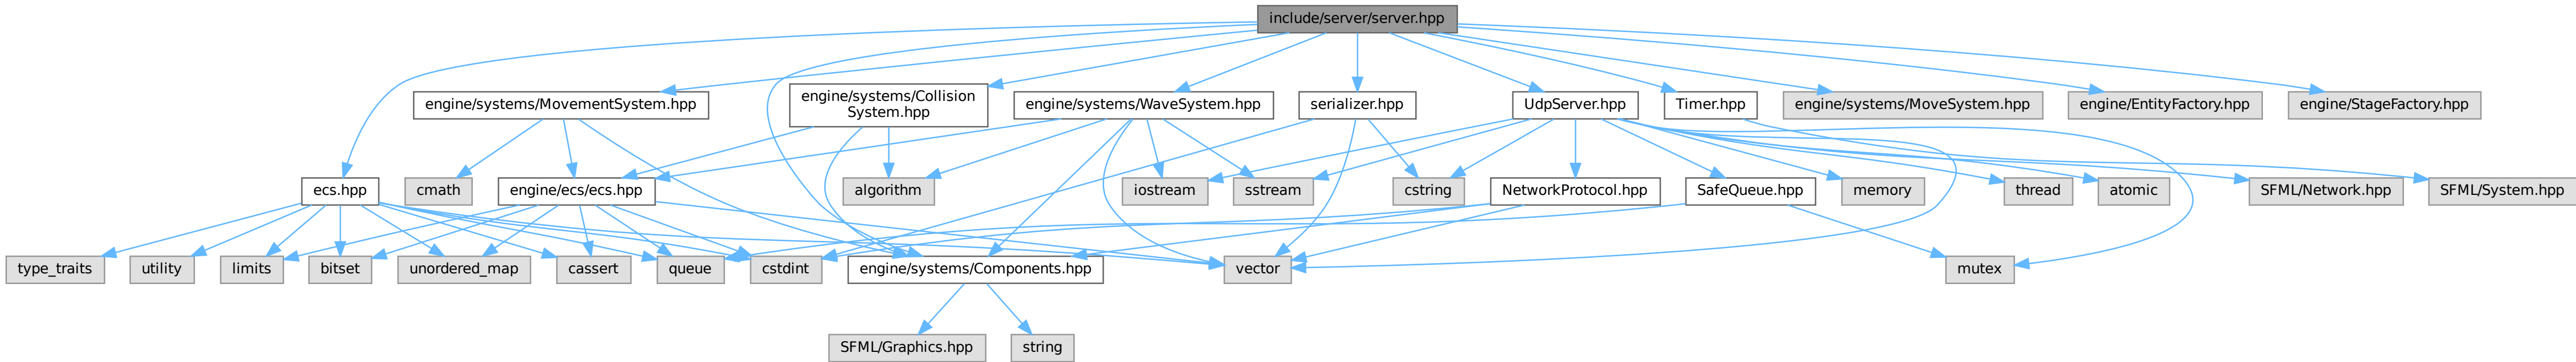 include/server/server.hpp
engine/systems/MovementSystem.hpp
engine/systems/Collision
System.hpp
engine/systems/WaveSystem.hpp
serializer.hpp
UdpServer.hpp
Timer.hpp
engine/systems/MoveSystem.hpp
engine/EntityFactory.hpp
engine/StageFactory.hpp
ecs.hpp
cmath
engine/ecs/ecs.hpp
algorithm
iostream
sstream
cstring
NetworkProtocol.hpp
SafeQueue.hpp
memory
thread
atomic
SFML/Network.hpp
SFML/System.hpp
type_traits
utility
limits
bitset
unordered_map
cassert
queue
cstdint
engine/systems/Components.hpp
vector
mutex
SFML/Graphics.hpp
string